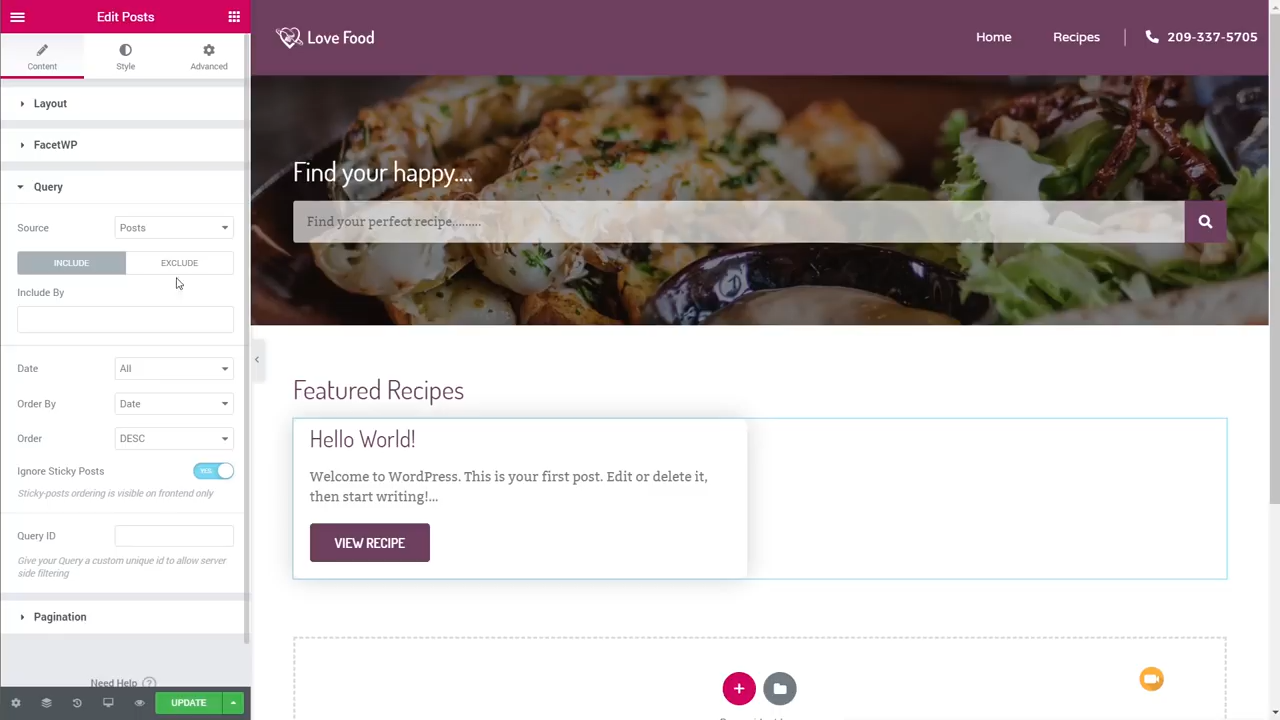 Edit Posts
Content
Style
Advanced
Layout
FacetWP
Query
Source
Posts
INCLUDE
EXCLUDE
Include By
Date
All
Order By
Date
Order
DESC
Ignore Sticky Posts
YES
Sticky-posts ordering is visible on frontend only
Query ID
Give your Query a custom unique id to allow server
side filtering
Pagination
Need Help
UPDATE
Love Food
Home
Recipes
209-337-5705
Find your happy....
Find your perfect recipe.........
Featured Recipes
Hello World!
Welcome to WordPress. This is your first post. Edit or delete it,
then start writing!...
VIEW RECIPE